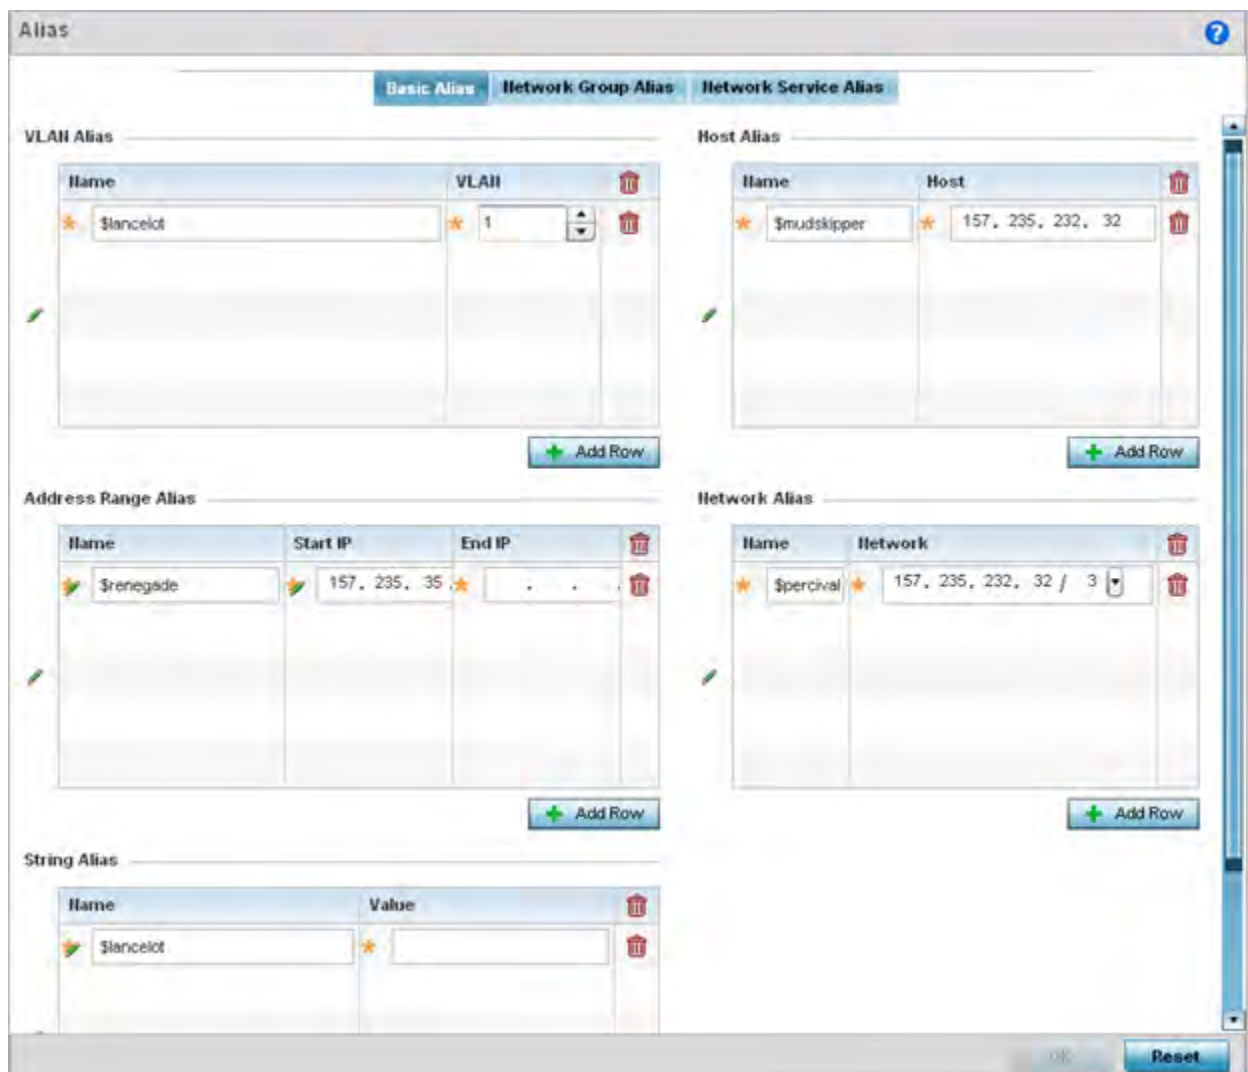 Alias
Basic Alias Network Group Alias Network Service Alias
VLAN Alias
Name VLAN
$lancelot 1
Add Row
Host Alias
Name Host
$mudskipper 157. 235. 232. 32
Add Row
Address Range Alias
Name Start IP End IP
$renegade 157. 235. 35 . . . .
Add Row
Network Alias
Name Network
$percival 157. 235. 232. 32 / 3
Add Row
String Alias
Name Value
$lancelot
OK Reset